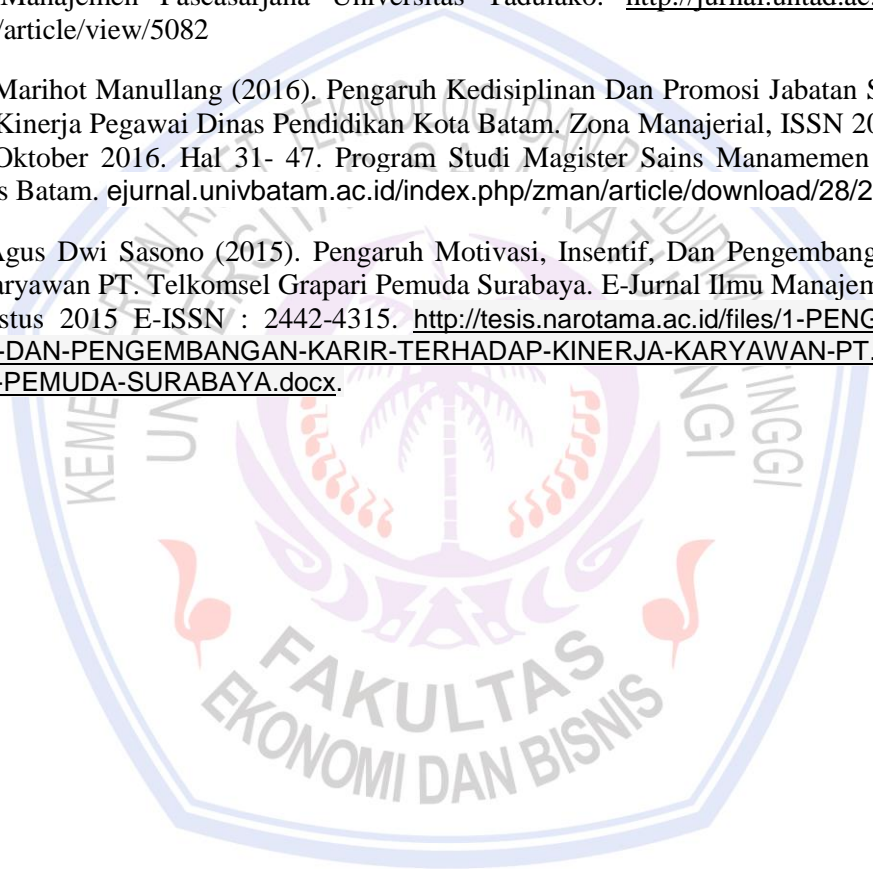 Manajemen Pascasarjana Universitas Tadulako. http://jurnal.untad.ac.
/article/view/5082
Marihot Manullang (2016). Pengaruh Kedisiplinan Dan Promosi Jabatan S
Kinerja Pegawai Dinas Pendidikan Kota Batam. Zona Manajerial, ISSN 20
Oktober 2016. Hal 31- 47. Program Studi Magister Sains Manamemen
s Batam. ejurnal.univbatam.ac.id/index.php/zman/article/download/28/2
Agus Dwi Sasono (2015). Pengaruh Motivasi, Insentif, Dan Pengembang
aryawan PT. Telkomsel Grapari Pemuda Surabaya. E-Jurnal Ilmu Manajem
stus 2015 E-ISSN : 2442-4315. http://tesis.narotama.ac.id/files/1-PENG
-DAN-PENGEMBANGAN-KARIR-TERHADAP-KINERJA-KARYAWAN-PT.
-PEMUDA-SURABAYA.docx.
FAKULTAS
EKONOMI DAN BISNIS